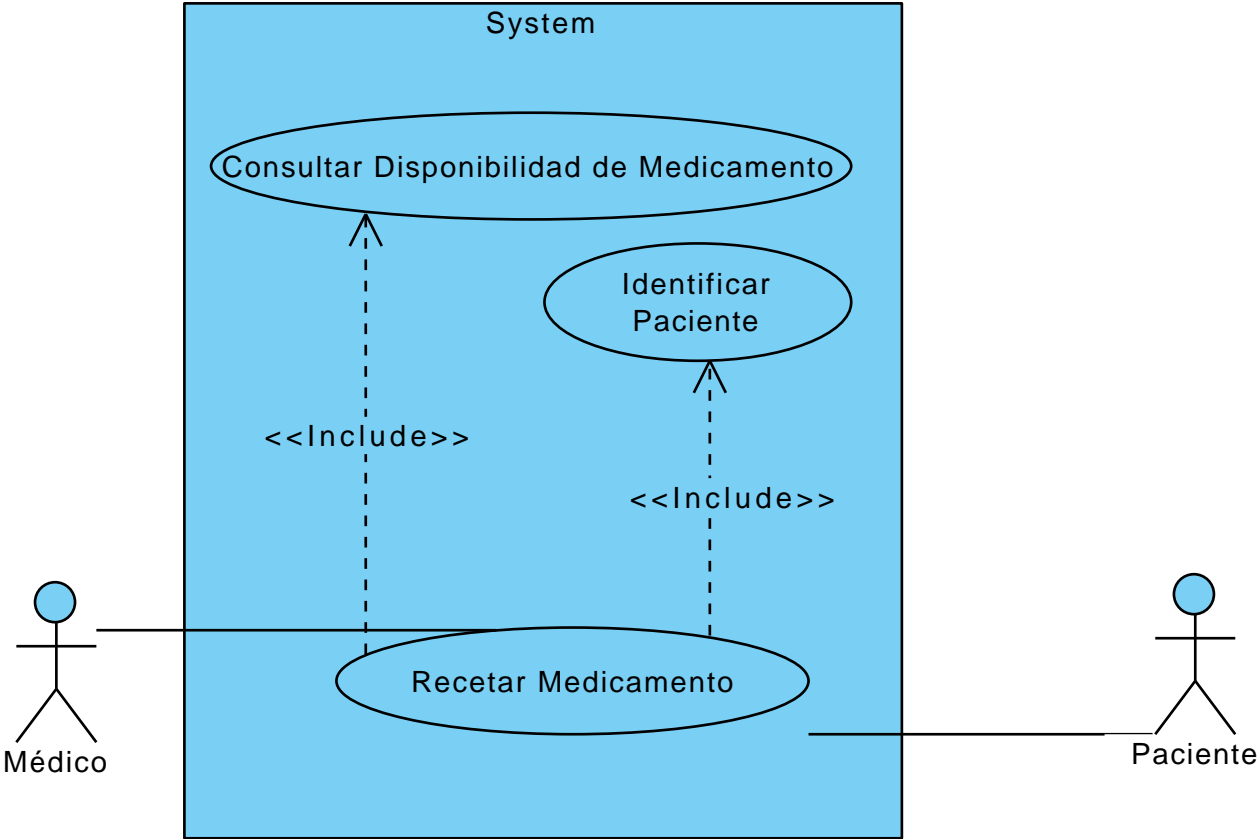 System
Consultar Disponibilidad de Medicamento
Identificar
Paciente
<<Include>>
<<Include>>
Recetar Medicamento
Médico
Paciente